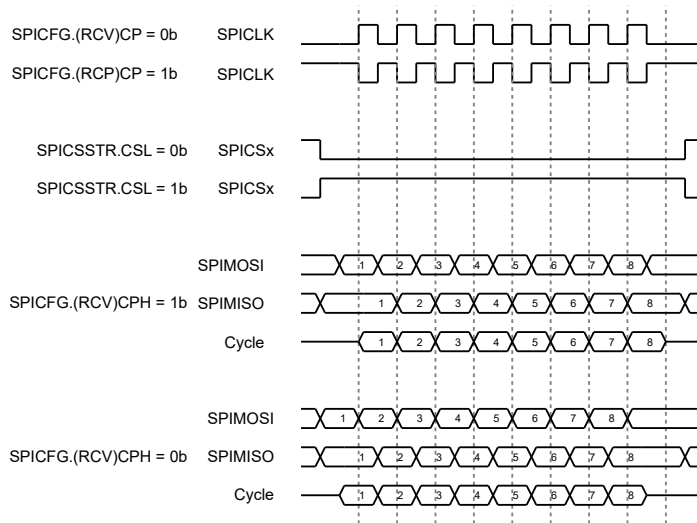 SPICFG.(RCV)CP = 0b SPICLK
SPICFG.(RCP)CP = 1b SPICLK
SPICSSTR.CSL = 0b SPICSx
SPICSSTR.CSL = 1b SPICSx
SPIMOSI 1 2 3 4 5 6 7 8
SPICFG.(RCV)CPH = 1b SPIMISO 1 2 3 4 5 6 7 8
Cycle 1 2 3 4 5 6 7 8
SPIMOSI 1 2 3 4 5 6 7 8
SPICFG.(RCV)CPH = 0b SPIMISO 1 2 3 4 5 6 7 8
Cycle 1 2 3 4 5 6 7 8